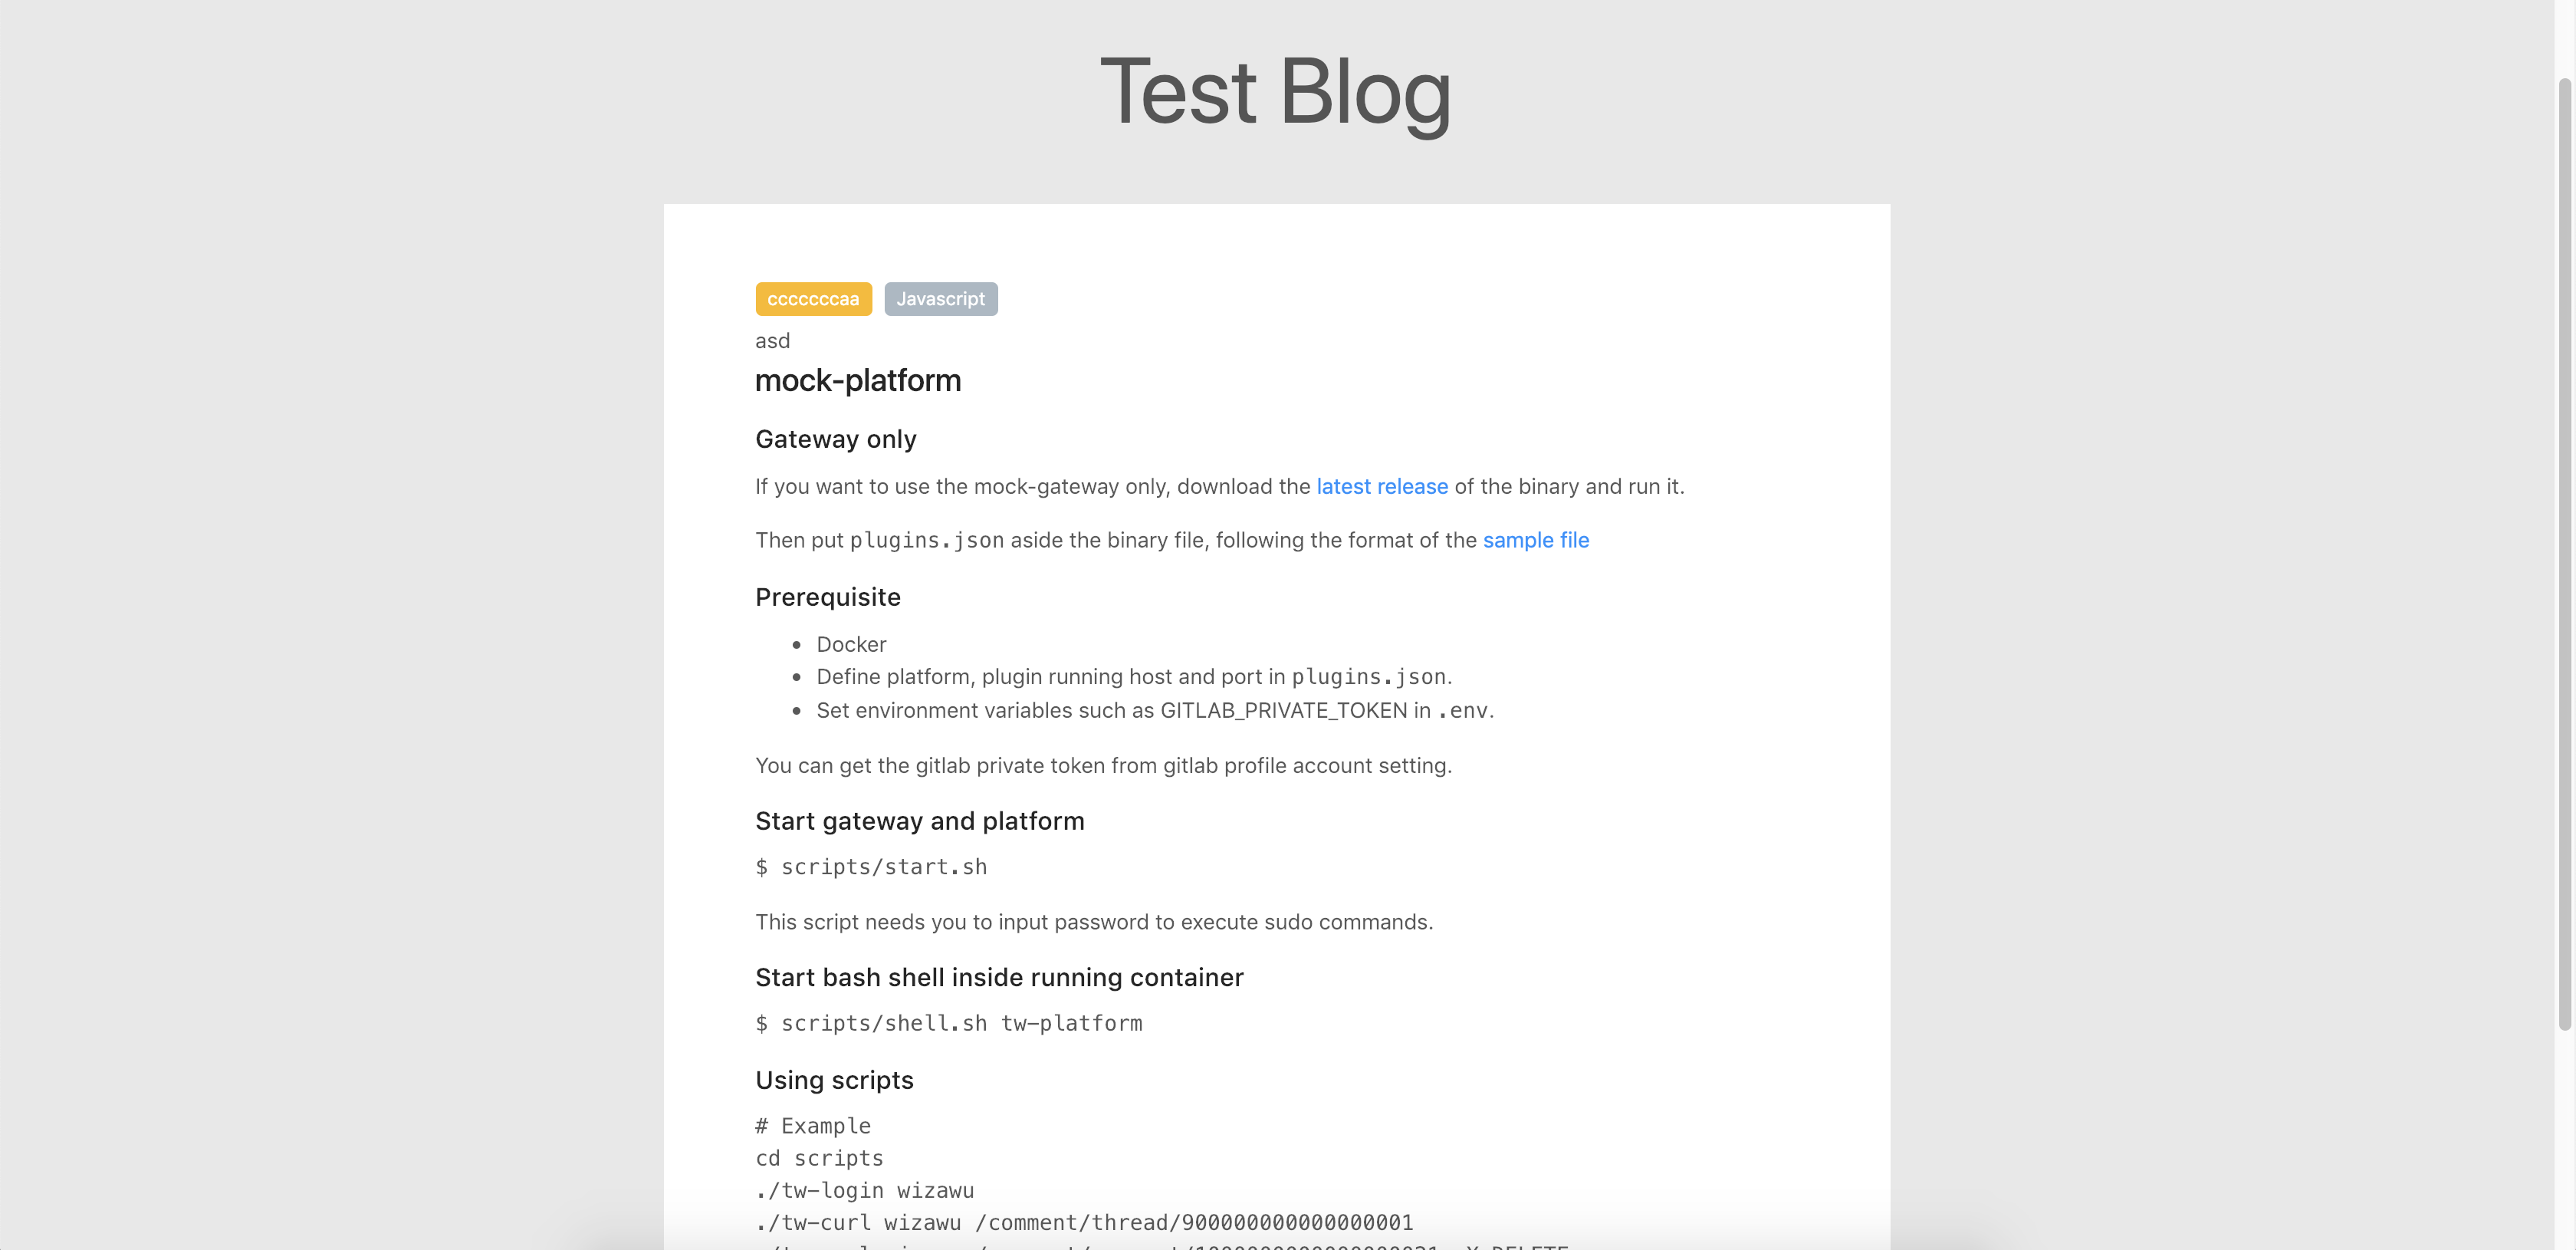 Test Blog
cccccccaa Javascript
asd
mock-platform
Gateway only
If you want to use the mock-gateway only, download the latest release of the binary and run it.
Then put plugins.json aside the binary file, following the format of the sample file
Prerequisite
Docker
Define platform, plugin running host and port in plugins.json.
Set environment variables such as GITLAB_PRIVATE_TOKEN in .env.
You can get the gitlab private token from gitlab profile account setting.
Start gateway and platform
$ scripts/start.sh
This script needs you to input password to execute sudo commands.
Start bash shell inside running container
$ scripts/shell.sh tw-platform
Using scripts
# Example
cd scripts
./tw-login wizawu
./tw-curl wizawu /comment/thread/900000000000000001